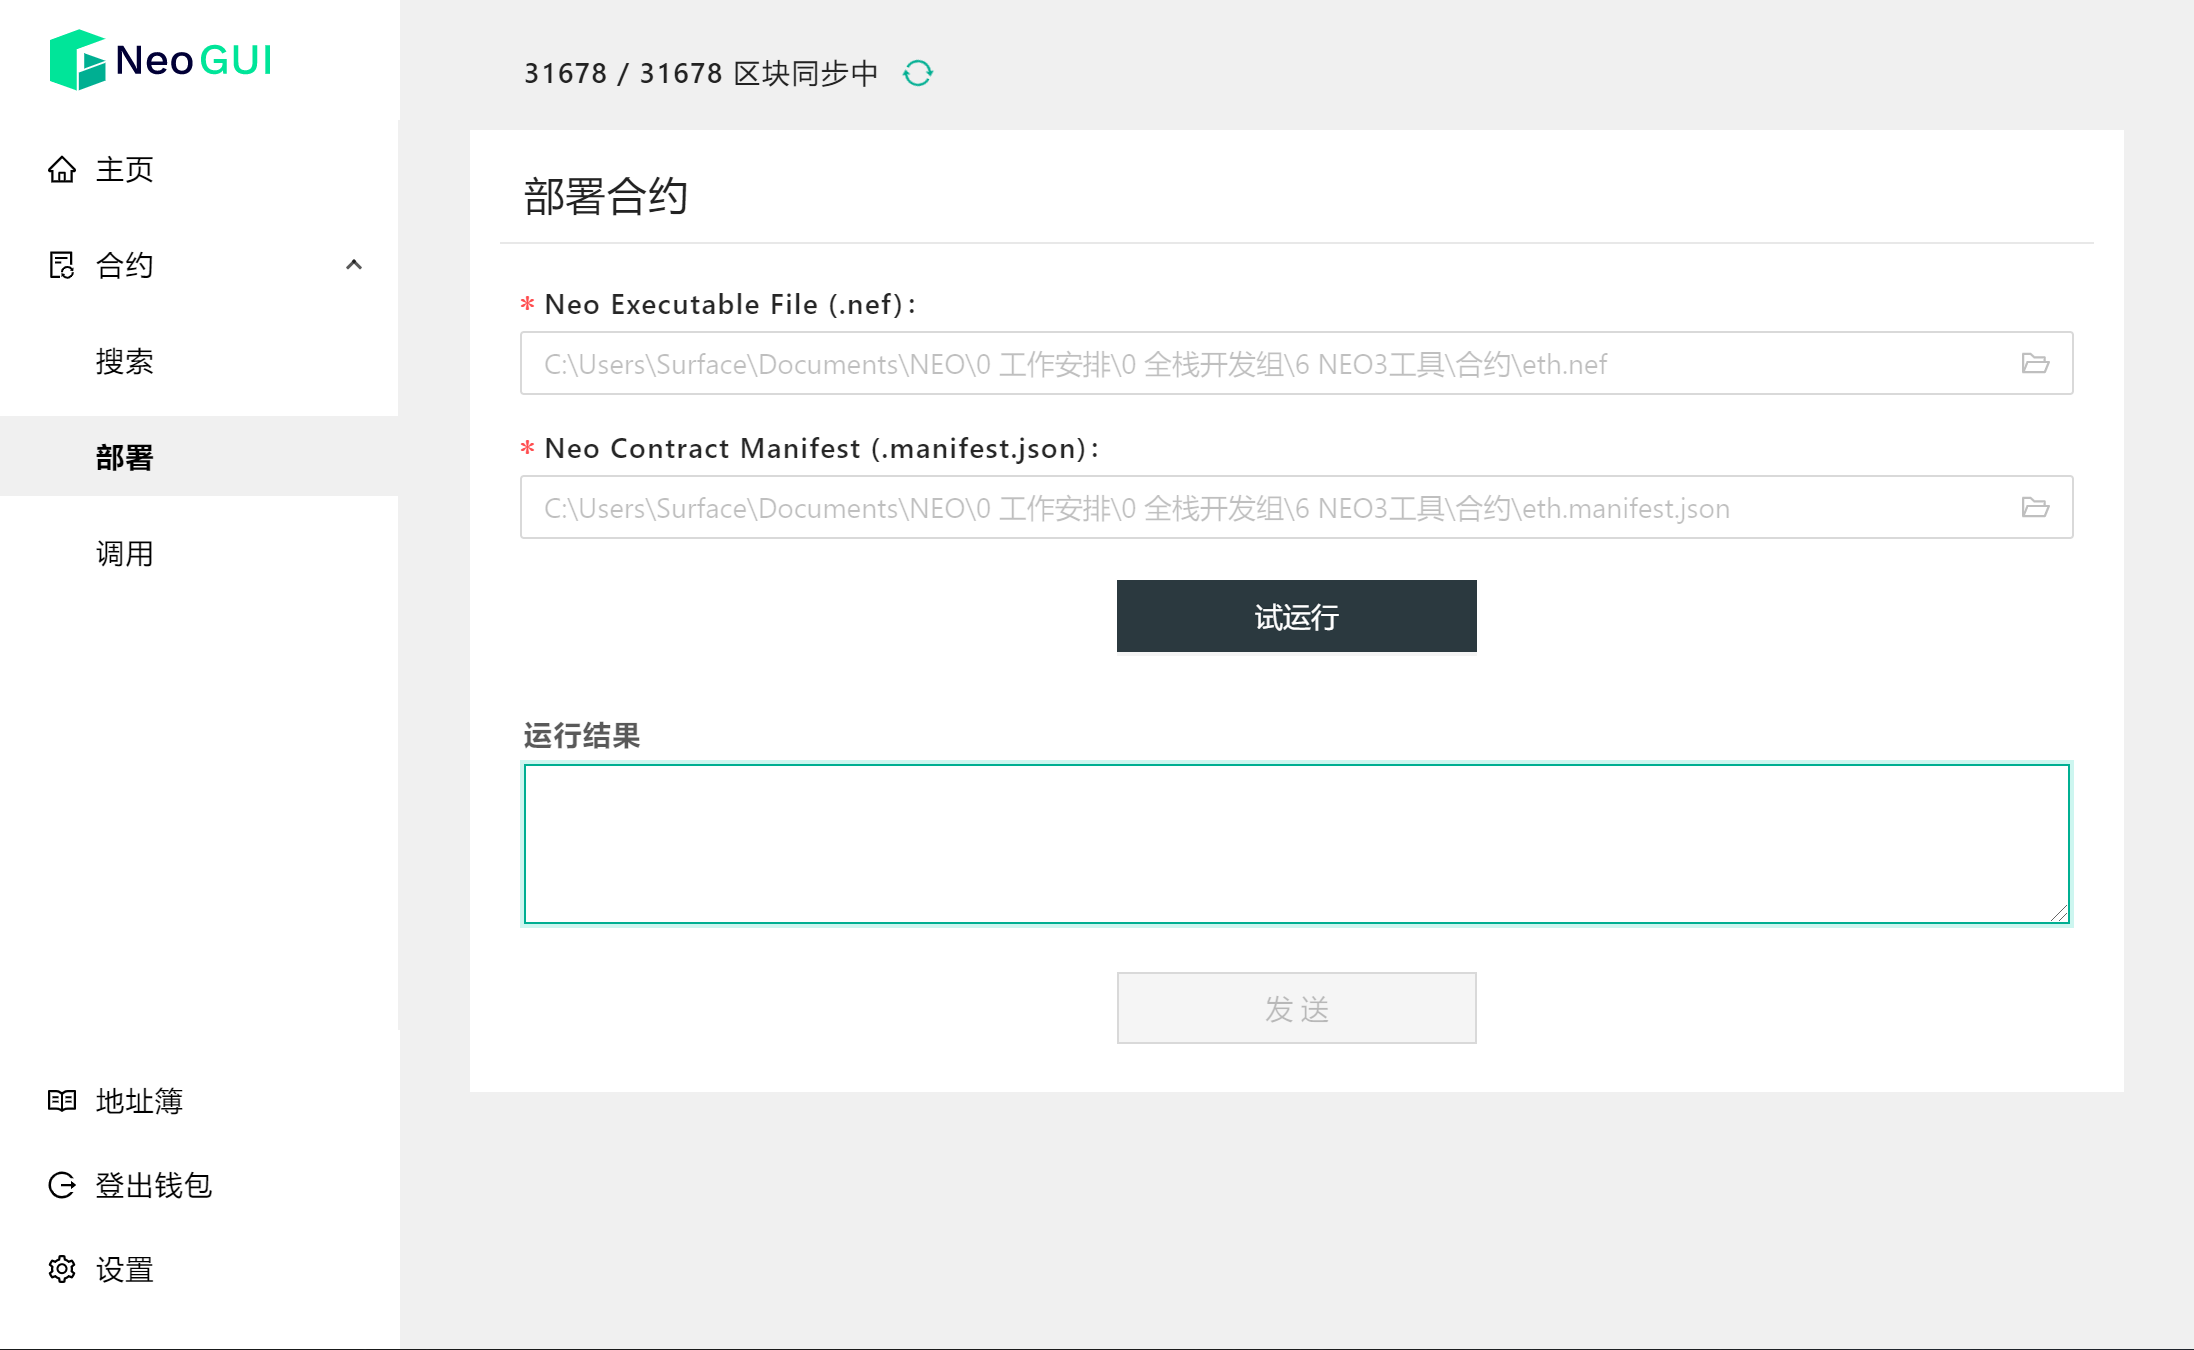 Neo GUI
31678 / 31678 区块同步中
主页
合约
搜索
部署
调用
地址簿
登出钱包
设置
部署合约
* Neo Executable File (.nef):
C:\Users\Surface\Documents\NEO\0 工作安排\0 全栈开发组\6 NEO3工具\合约\eth.nef
* Neo Contract Manifest (.manifest.json):
C:\Users\Surface\Documents\NEO\0 工作安排\0 全栈开发组\6 NEO3工具\合约\eth.manifest.json
试运行
运行结果
发 送